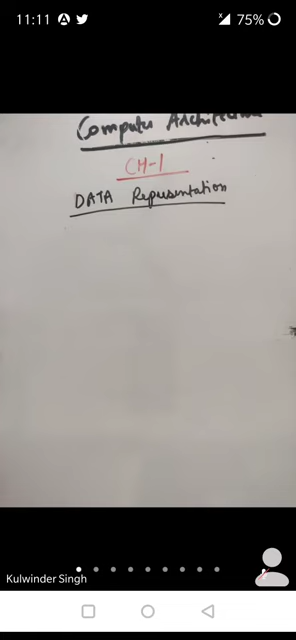 11:11 75%
Computer Architecture
CH-1
DATA Representation
Kulwinder Singh